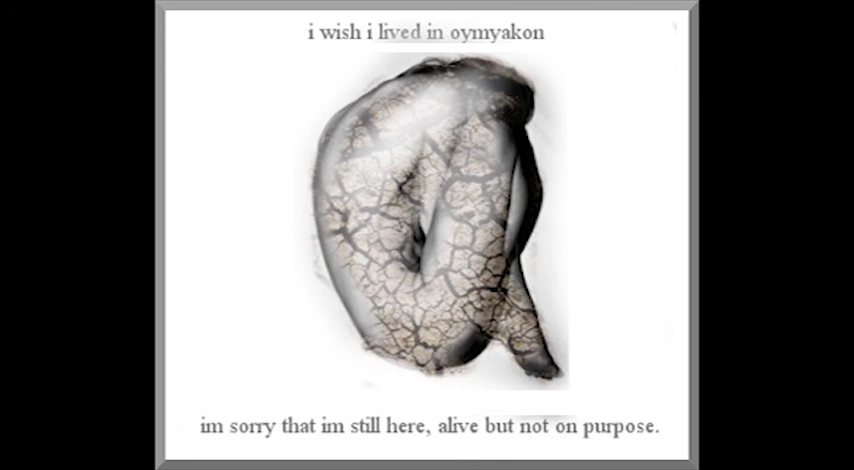 i wish i lived in oymyakon
im sorry that im still here, alive but not on purpose.